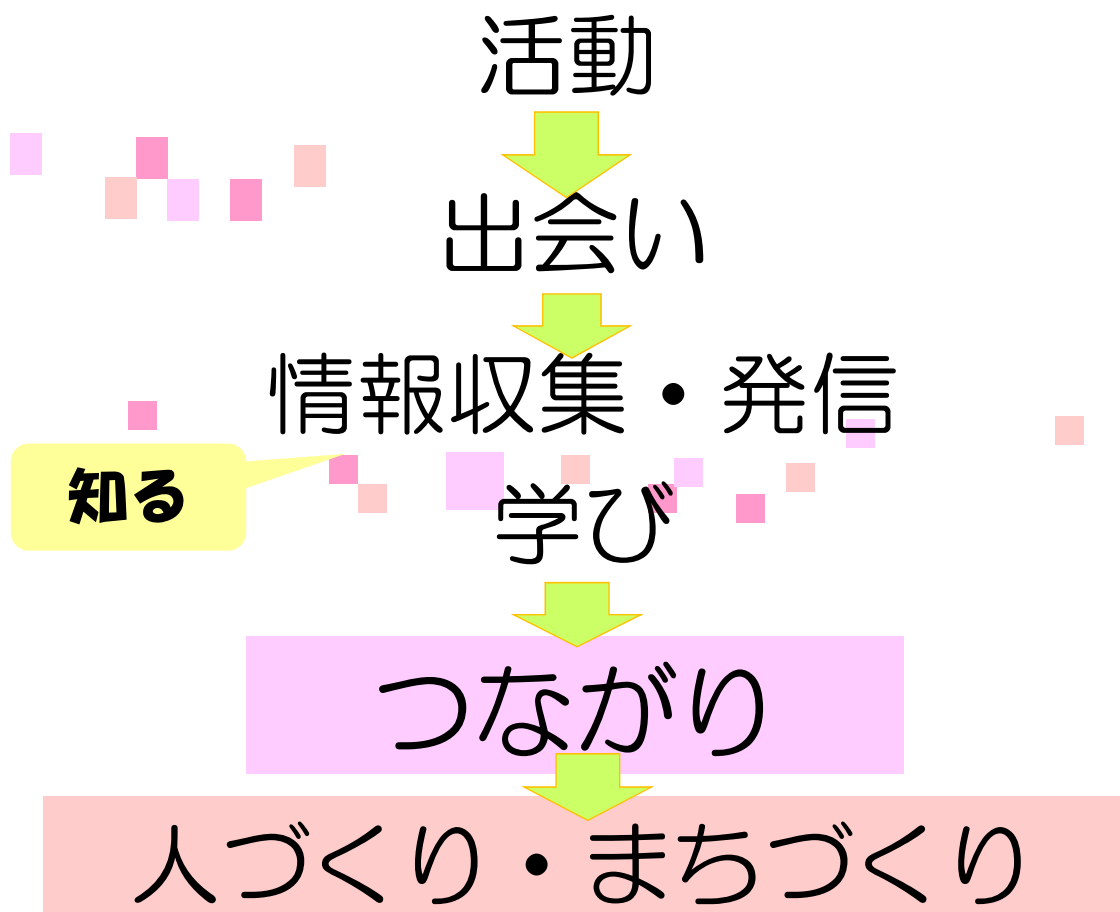 活動
出会い
情報収集・発信
知る
学び
つながり
人づくり・まちづくり